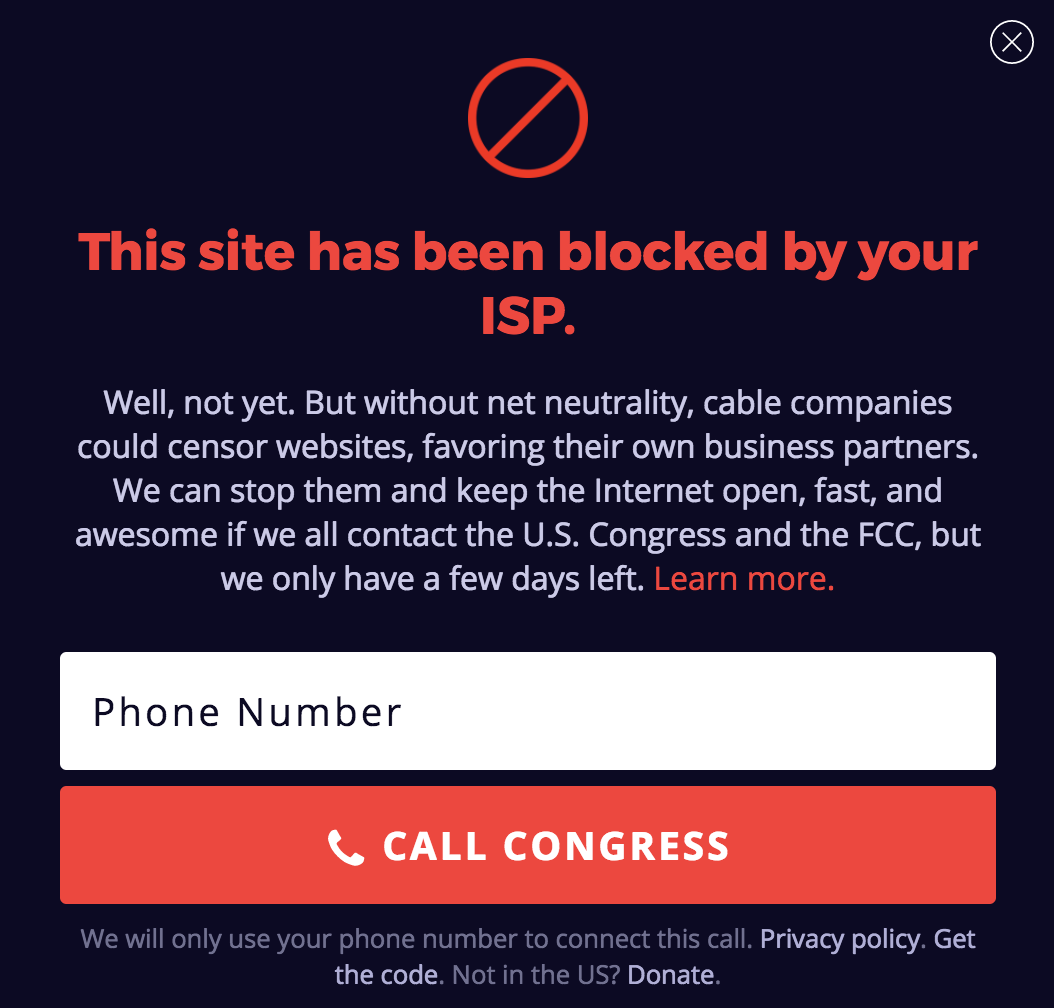 This site has been blocked by your
ISP.
Well, not yet. But without net neutrality, cable companies
could censor websites, favoring their own business partners.
We can stop them and keep the Internet open, fast, and
awesome if we all contact the U.S. Congress and the FCC, but
we only have a few days left. Learn more.
Phone Number
CALL CONGRESS
We will only use your phone number to connect this call. Privacy policy. Get
the code. Not in the US? Donate.